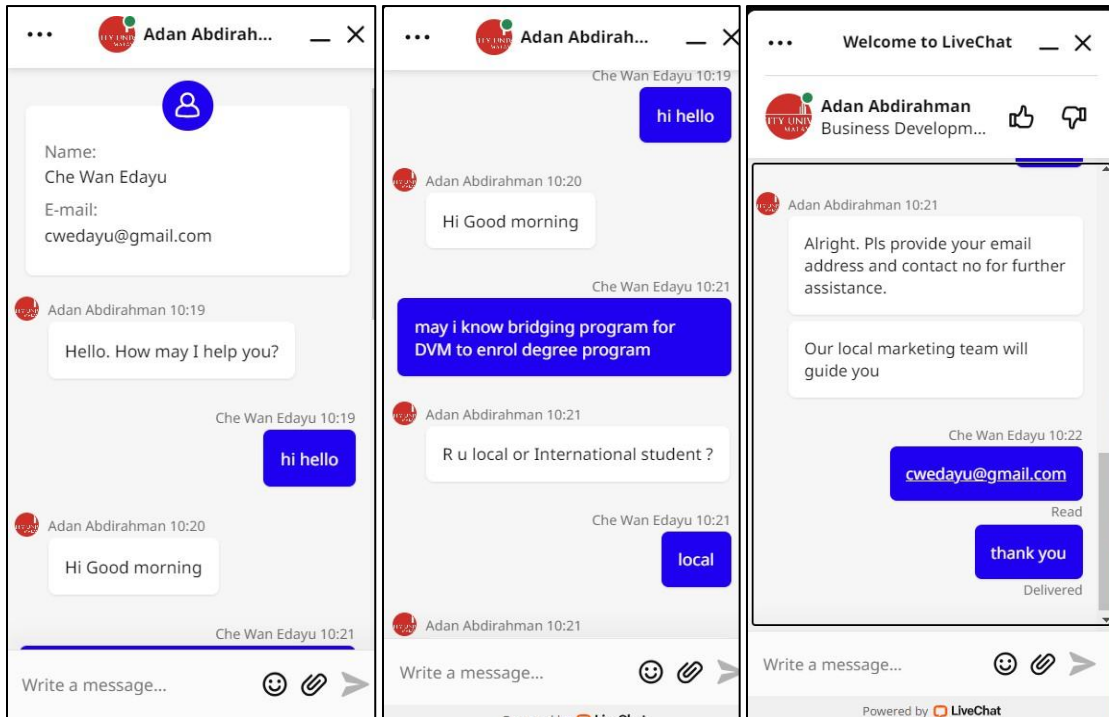 Adan Abdirah...
Name:
Che Wan Edayu
E-mail:
cwedayu@gmail.com
Adan Abdirahman 10:19
Hello. How may I help you?
Che Wan Edayu 10:19
hi hello
Adan Abdirahman 10:20
Hi Good morning
Che Wan Edayu 10:21
Write a message...
Adan Abdirah...
Che Wan Edayu 10:19
hi hello
Adan Abdirahman 10:20
Hi Good morning
Che Wan Edayu 10:21
may i know bridging program for
DVM to enrol degree program
Adan Abdirahman 10:21
R u local or International student ?
Che Wan Edayu 10:21
local
Adan Abdirahman 10:21
Write a message...
Welcome to LiveChat
Adan Abdirahman
Business Developm...
Adan Abdirahman 10:21
Alright. Pls provide your email
address and contact no for further
assistance.
Our local marketing team will
guide you
Che Wan Edayu 10:22
cwedayu@gmail.com
Read
thank you
Delivered
Write a message...
Powered by LiveChat